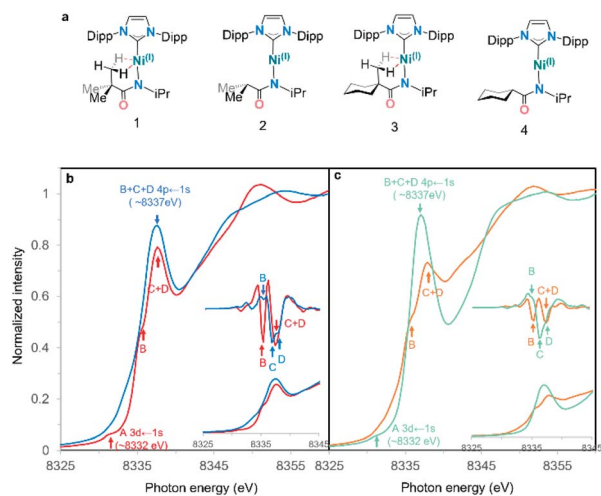 a
N N
Dipp Dipp
Ni(I)
H
H
N
Me
Me
iPr
O
1
N N
Dipp Dipp
Ni(I)
N
Me
Me
iPr
O
2
N N
Dipp Dipp
Ni(I)
H
H
N
iPr
O
3
N N
Dipp Dipp
Ni(I)
N
iPr
O
4
b
B+C+D 4p←1s
(~8337eV)
C+D
B
A 3d←1s
(~8332 eV)
B
C+D
B
C
D
8325 8335 8345
c
B+C+D 4p←1s
(~8337eV)
C+D
B
A 3d←1s
(~8332 eV)
B
C+D
B
D
C
8325 8335 8345
Normalized intensity
1
0.8
0.6
0.4
0.2
0
8325 8335 8345 8355
8325 8335 8345 8355
Photon energy (eV)
Photon energy (eV)